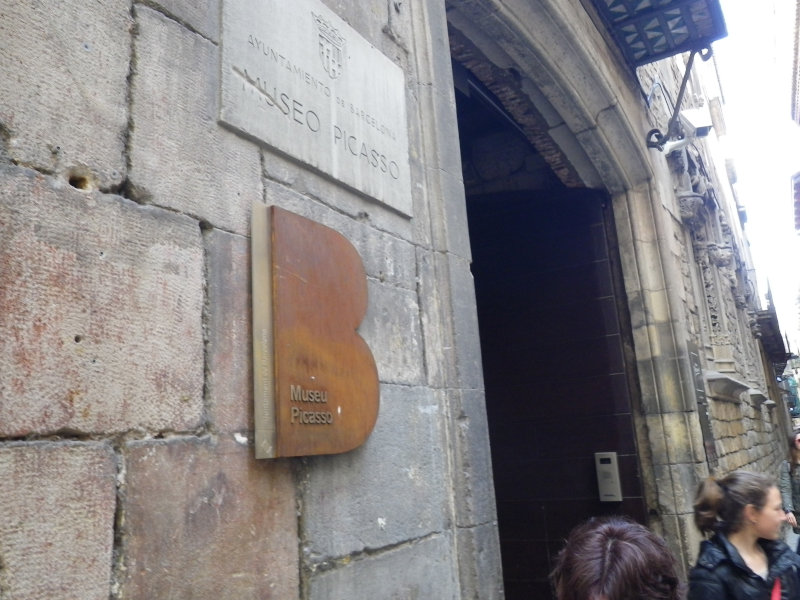 AYUNTAMIENTO DE BARCELONA
MUSEO PICASSO
Museu
Picasso